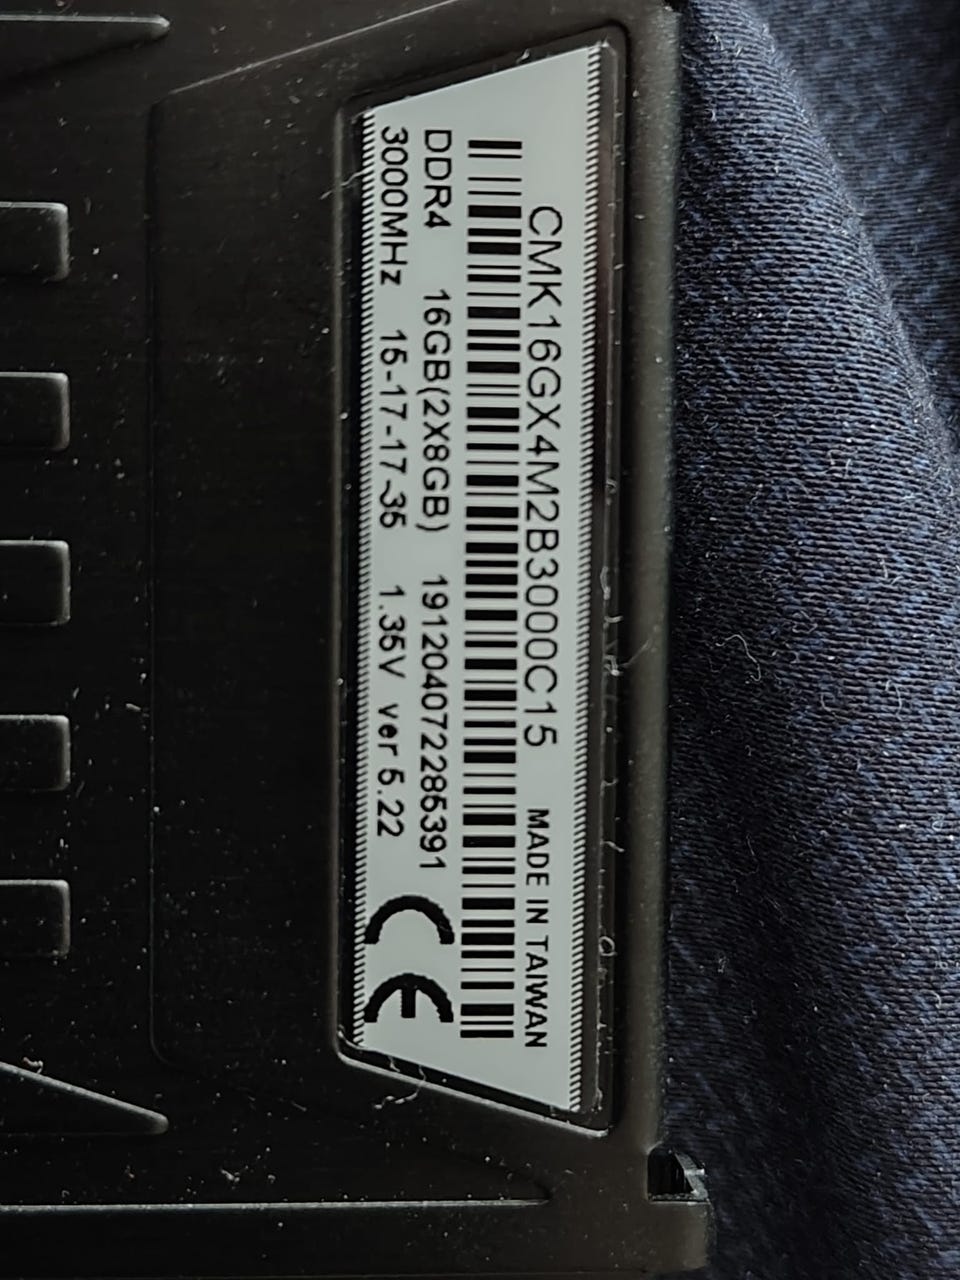 CMK16GX4M2B3000C15 MADE IN TAIWAN
DDR4 16GB(2X8GB) 191204072285391
3000MHz 15-17-17-35 1.35V ver 5.22
CE